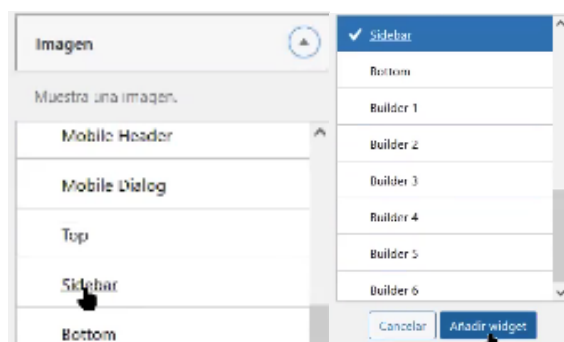 Imagen
Muestra una imagen.
Mobile Header
Mobile Dialog
Top
Sidebar
Bottom
Sidebar
Bottom
Builder 1
Builder 2
Builder 3
Builder 4
Builder 5
Builder 6
Cancelar
Añadir widget